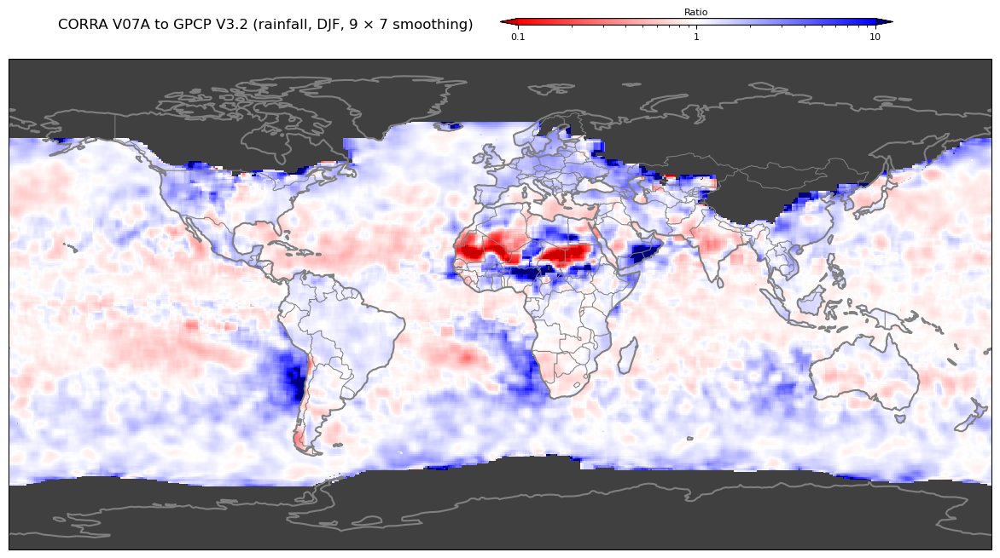 CORRA V07A to GPCP V3.2 (rainfall, DJF, 9 × 7 smoothing)
Ratio
0.1 1 10